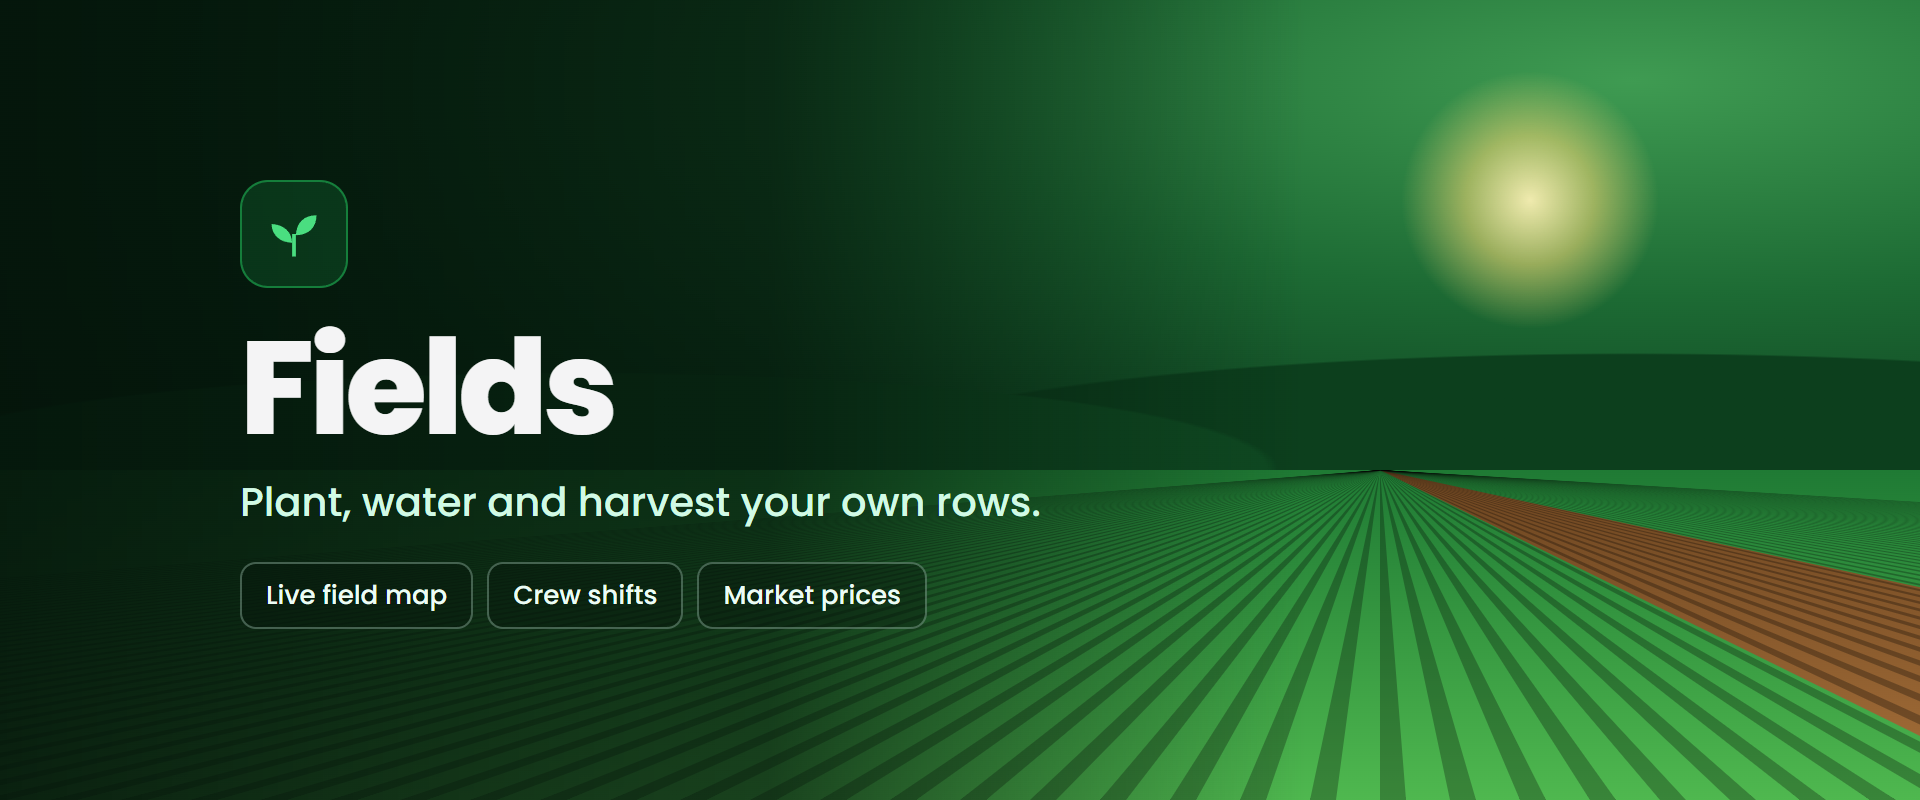 Fields
Plant, water and harvest your own rows.
Live field map
Crew shifts
Market prices